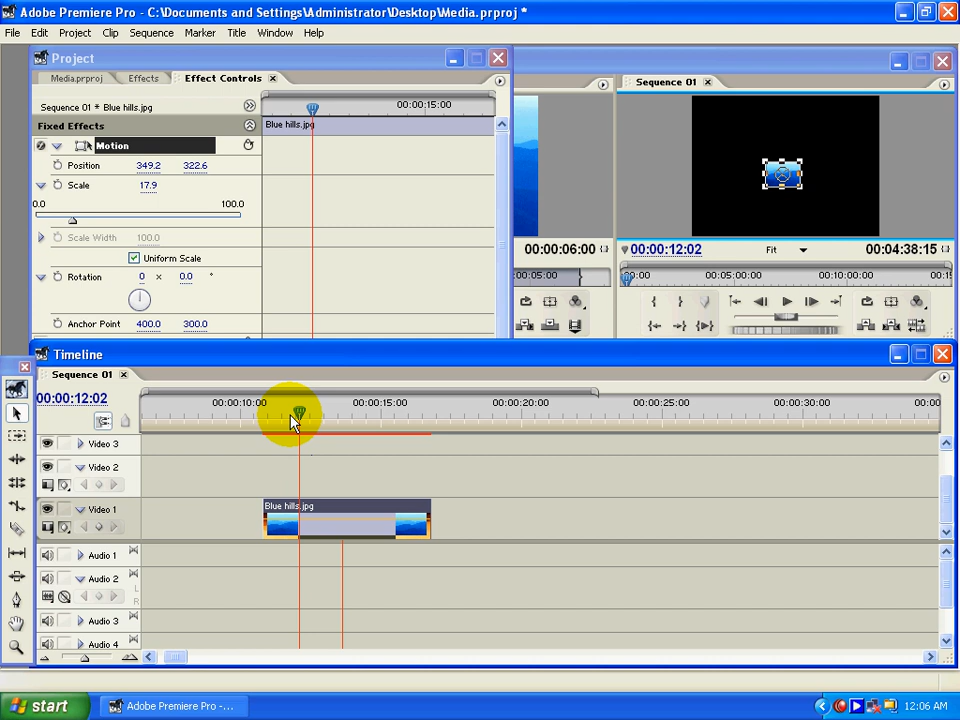 Adobe Premiere Pro - C:\Documents and Settings\Administrator\Desktop\Media.prproj *
File Edit Project Clip Sequence Marker Title Window Help
Project
Media.prproj Effects Effect Controls
Sequence 01 * Blue hills.jpg
00:00:15:00
Fixed Effects
Blue hills.jpg
Motion
Position 349.2 322.6
Scale 17.9
0.0 100.0
Scale Width 100.0
Uniform Scale
Rotation 0 x 0.0 °
Anchor Point 400.0 300.0
00:00:06:00
00:05:00
Sequence 01
00:00:12:02 Fit 00:04:38:15
00:00 00:05:00:00 00:10:00:00 00:1
Timeline
Sequence 01
00:00:12:02
00:00:10:00 00:00:15:00 00:00:20:00 00:00:25:00 00:00:30:00 00:00
Video 3
Video 2
Video 1
Blue hills.jpg
Audio 1
Audio 2
L
R
Audio 3
Audio 4
start
Adobe Premiere Pro -...
12:06 AM